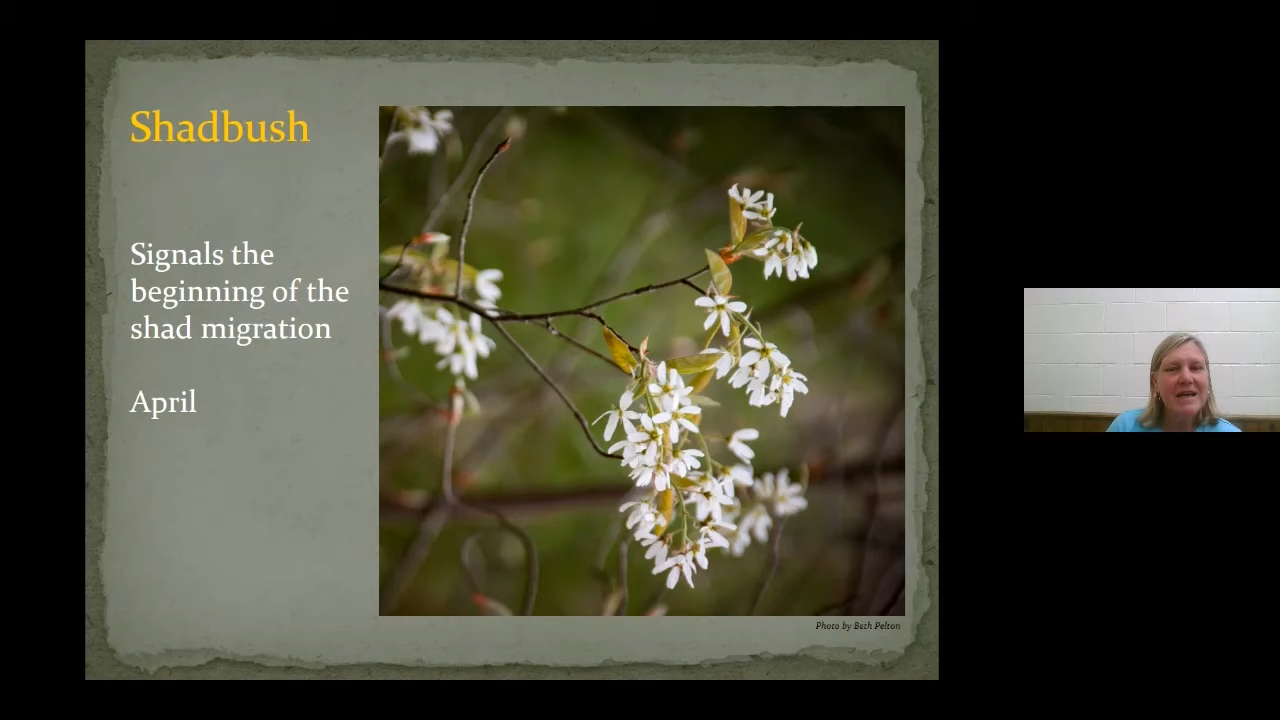 Shadbush
Signals the
beginning of the
shad migration
April
Photo by Beth Pelton